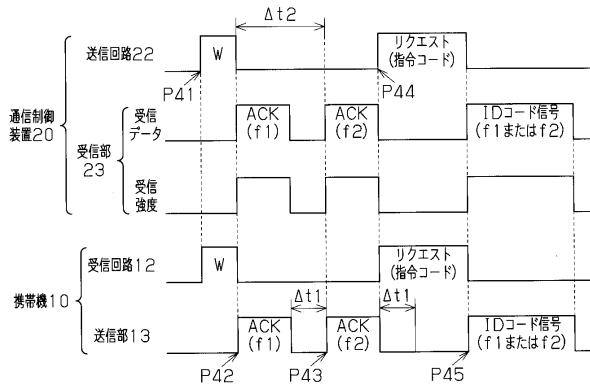 Δt2
送信回路22
W
リクエスト
(指令コード)
P41
P44
通信制御
装置20
受信部
23
受信
データ
ACK
(f1)
ACK
(f2)
IDコード信号
(f1またはf2)
受信
強度
携帯機10
受信回路12
W
リクエスト
(指令コード)
Δt1
Δt1
送信部13
ACK
(f1)
ACK
(f2)
IDコード信号
(f1またはf2)
P42
P43
P45